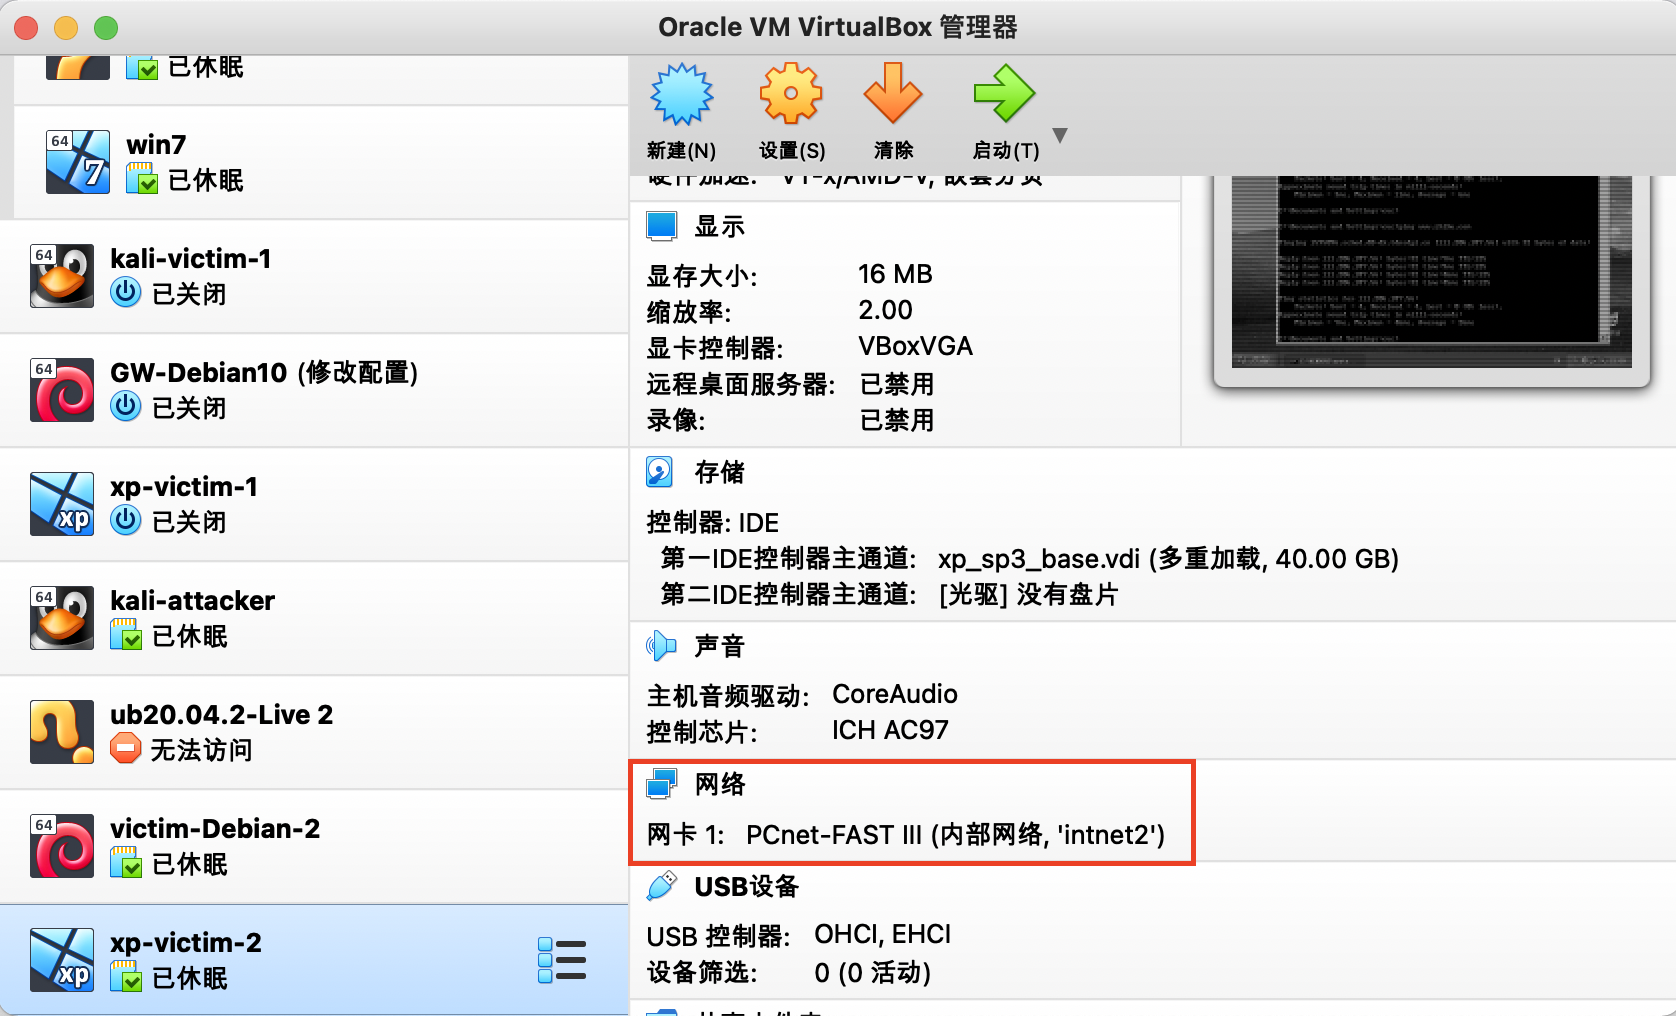 Oracle VM VirtualBox 管理器
已休眠
64
win7
已休眠
64
kali-victim-1
已关闭
64
GW-Debian10 (修改配置)
已关闭
xp
xp-victim-1
已关闭
64
kali-attacker
已休眠
ub20.04.2-Live 2
无法访问
64
victim-Debian-2
已休眠
xp
xp-victim-2
已休眠
新建(N)
设置(S)
清除
启动(T)
硬件加速: VT-x/AMD-V, 嵌套分页
显示
显存大小: 16 MB
缩放率: 2.00
显卡控制器: VBoxVGA
远程桌面服务器: 已禁用
录像: 已禁用
存储
控制器: IDE
第一IDE控制器主通道: xp_sp3_base.vdi (多重加载, 40.00 GB)
第二IDE控制器主通道: [光驱] 没有盘片
声音
主机音频驱动: CoreAudio
控制芯片: ICH AC97
网络
网卡 1: PCnet-FAST III (内部网络, 'intnet2')
USB设备
USB 控制器: OHCI, EHCI
设备筛选: 0 (0 活动)